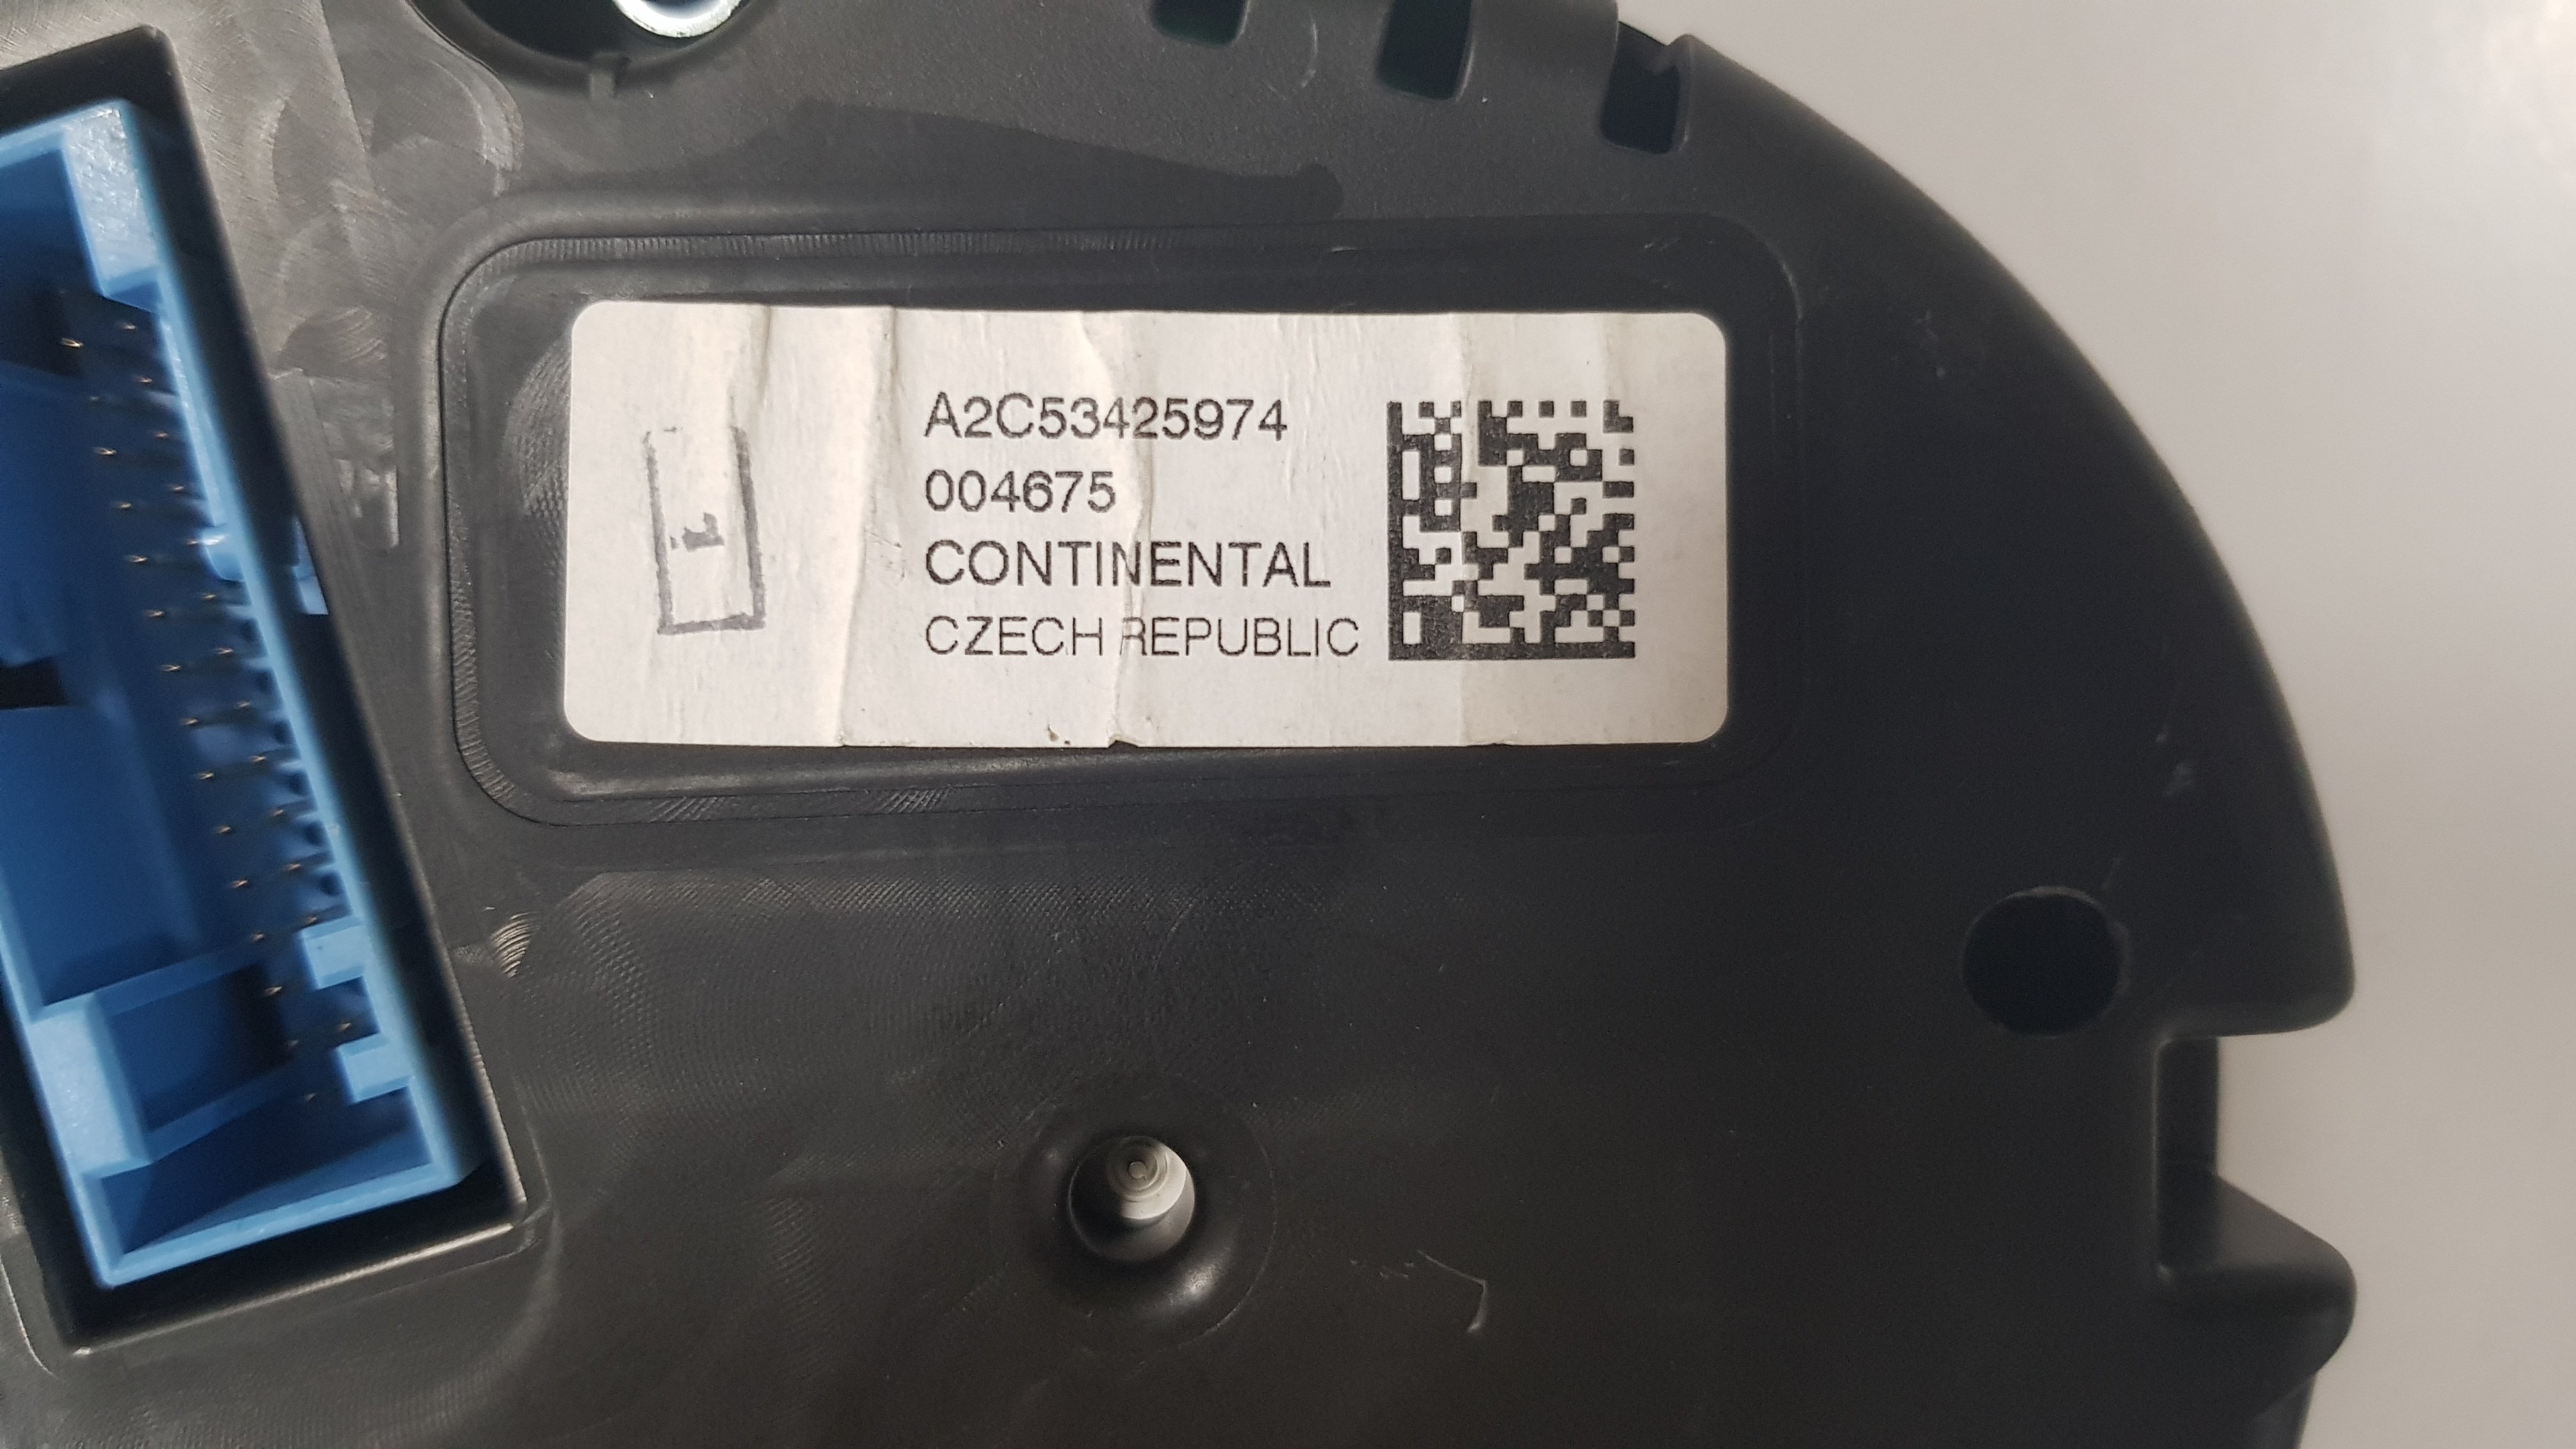 A2C53425974
004675
CONTINENTAL
CZECH REPUBLIC